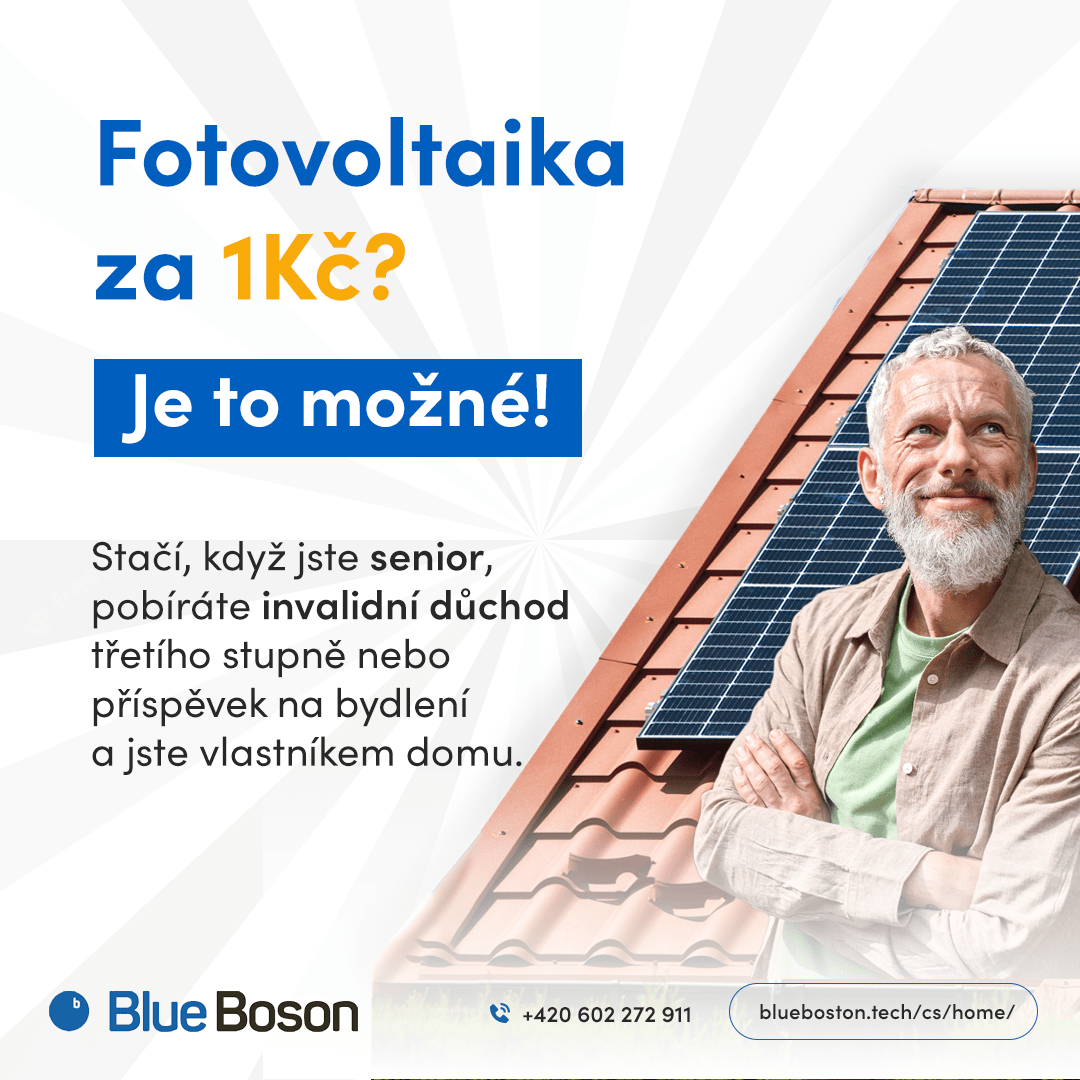 Fotovoltaika
za 1Kč?
Je to možné!
Stačí, když jste senior,
pobíráte invalidní důchod
třetího stupně nebo
příspěvek na bydlení
a jste vlastníkem domu.
b
Blue Boson
+420 602 272 911
blueboston.tech/cs/home/